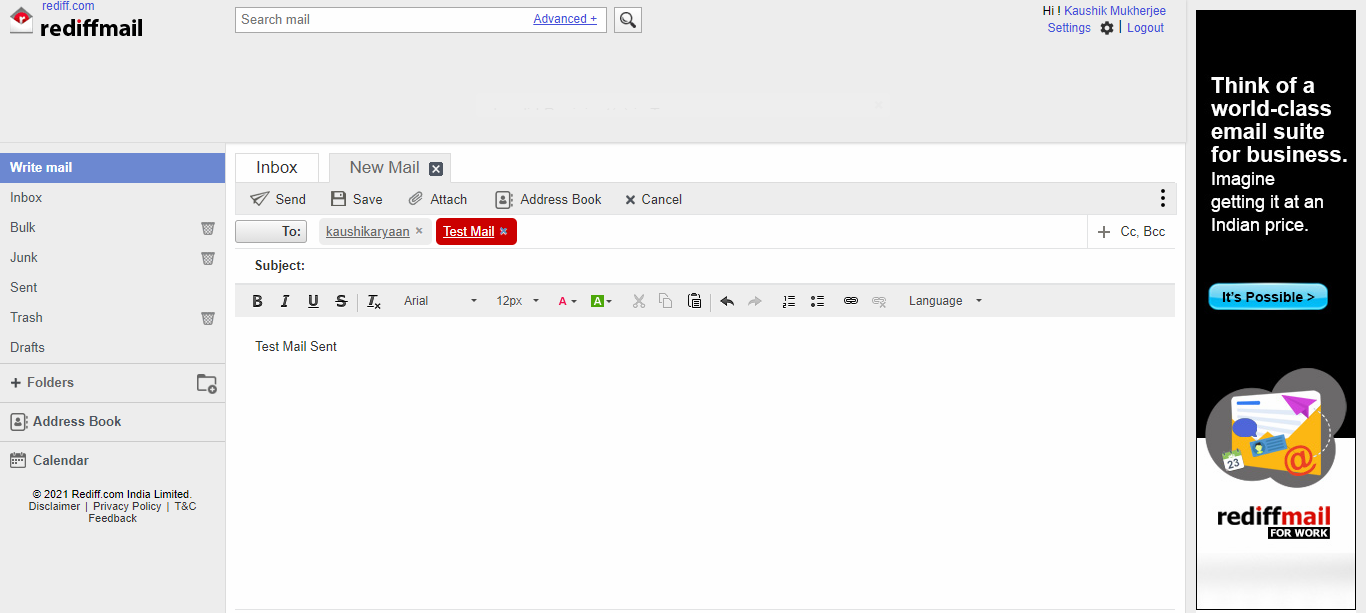 rediff.com
rediffmail
Search mail Advanced +
Hi ! Kaushik Mukherjee
Settings | Logout
Write mail
Inbox
Bulk
Junk
Sent
Trash
Drafts
+ Folders
Address Book
Calendar
© 2021 Rediff.com India Limited.
Disclaimer | Privacy Policy | T&C
Feedback
Inbox New Mail
Send Save Attach Address Book Cancel
To: kaushikaryaan × Test Mail × + Cc, Bcc
Subject:
B I U S Tx Arial 12px A A Language
Test Mail Sent
Think of a
world-class
email suite
for business.
Imagine
getting it at an
Indian price.
It's Possible >
23 @
rediffmail
FOR WORK